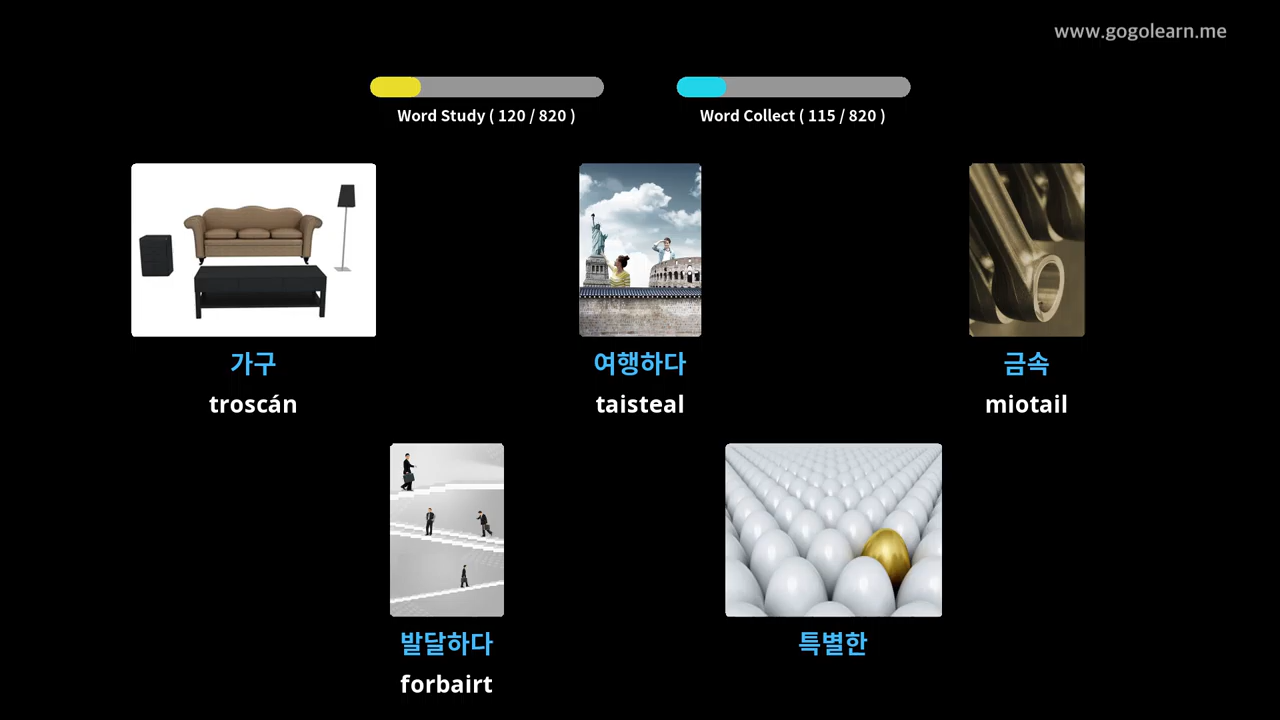 www.gogolearn.me
Word Study ( 120 / 820 )
Word Collect ( 115 / 820 )
가구
troscán
여행하다
taisteal
금속
miotail
발달하다
forbairt
특별한